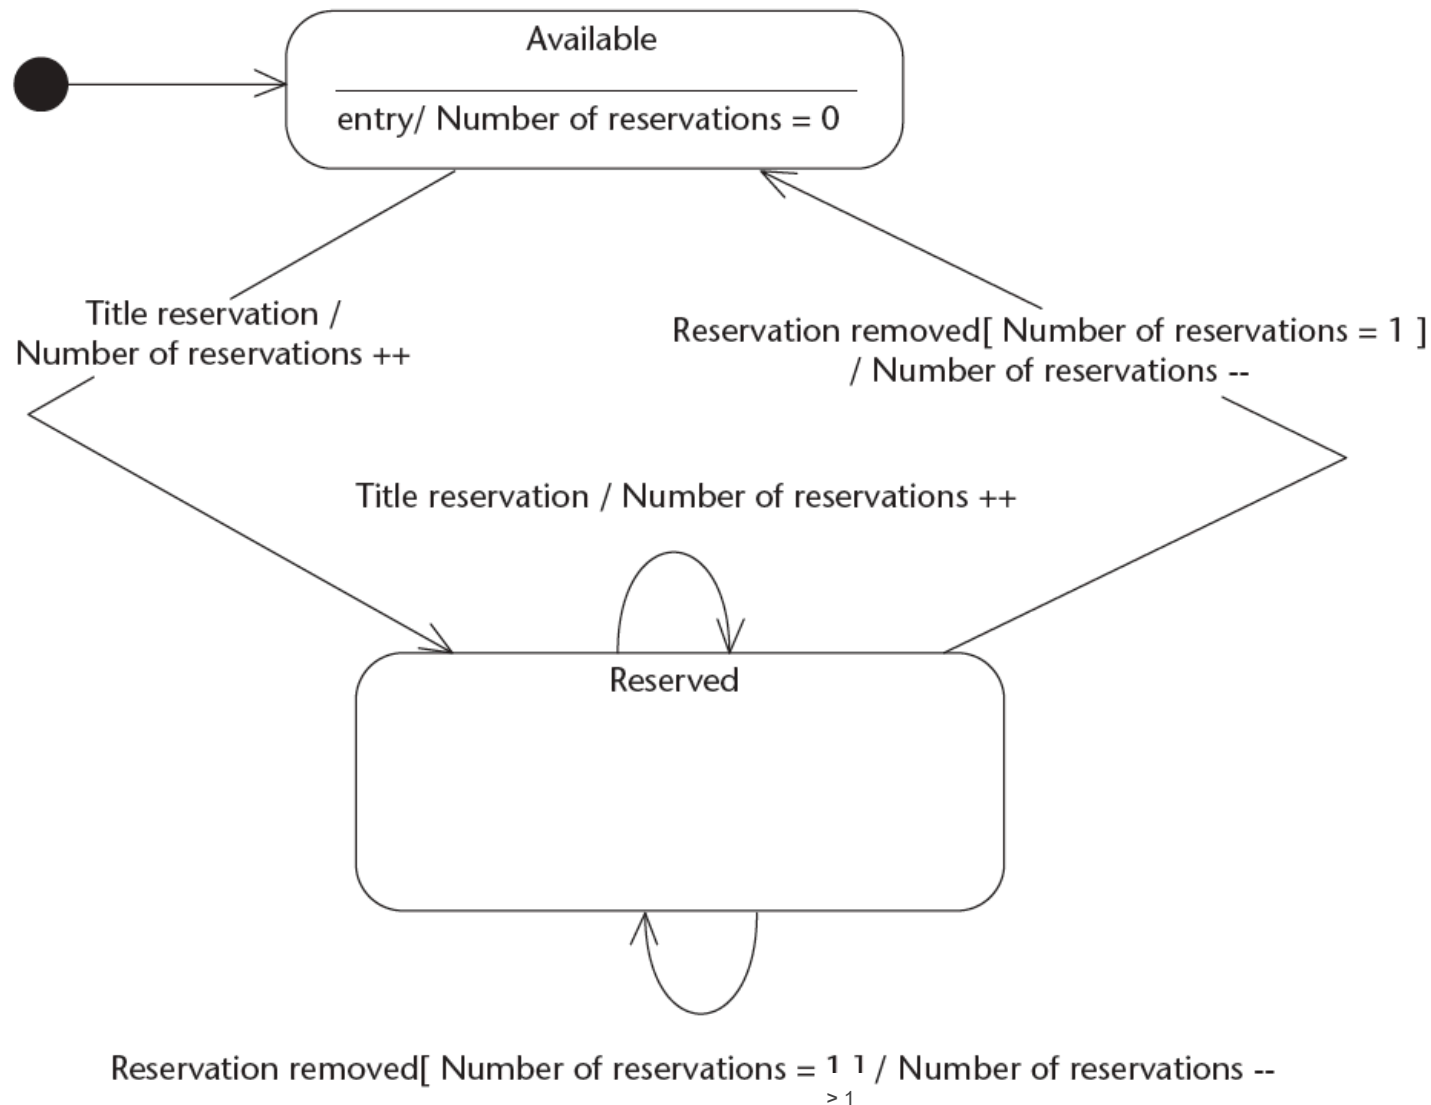 Available
entry/ Number of reservations = 0
Title reservation /
Number of reservations ++
Reservation removed[ Number of reservations = 1 ]
/ Number of reservations --
Title reservation / Number of reservations ++
Reserved
Reservation removed[ Number of reservations = 1 ] / Number of reservations --
> 1